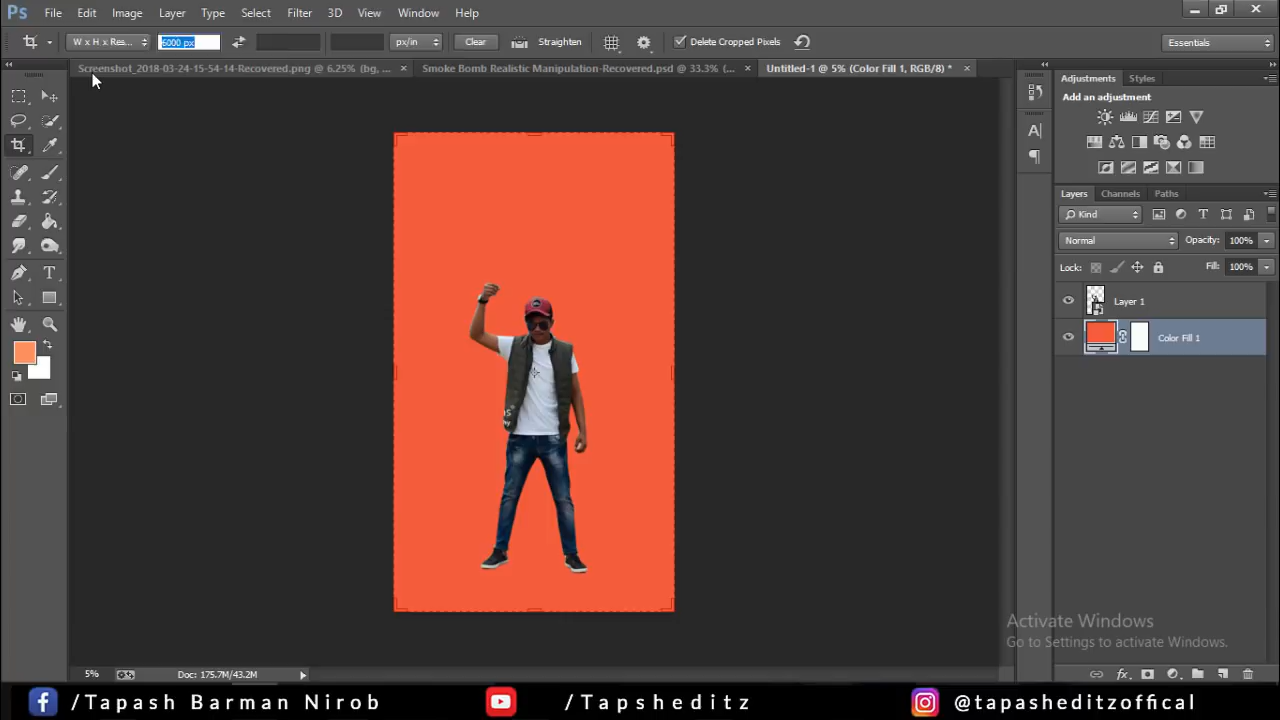 Ps File Edit Image Layer Type Select Filter 3D View Window Help
W x H x Res... 6000 px px/in Clear Straighten Delete Cropped Pixels Essentials
Screenshot_2018-03-24-15-54-14-Recovered.png @ 6.25% (bg, ... × Smoke Bomb Realistic Manipulation-Recovered.psd @ 33.3% (... × Untitled-1 @ 5% (Color Fill 1, RGB/8) * ×
Adjustments Styles
Add an adjustment
Layers Channels Paths
Kind
Normal Opacity: 100%
Lock: Fill: 100%
Layer 1
Color Fill 1
Activate Windows
Go to Settings to activate Windows.
5% Doc: 175.7M/43.2M
/Tapash Barman Nirob /Tapsheditz @tapasheditzoffical